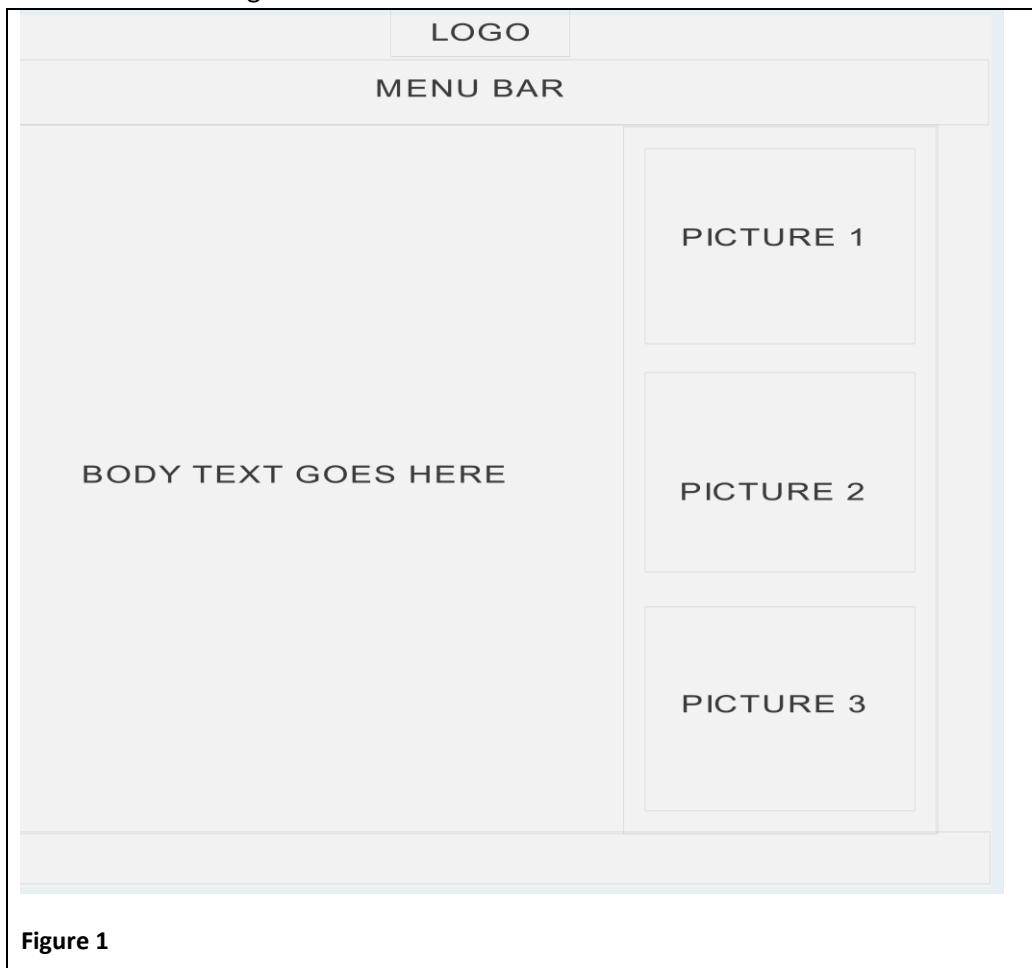 LOGO
MENU BAR
PICTURE 1
BODY TEXT GOES HERE
PICTURE 2
PICTURE 3
Figure 1